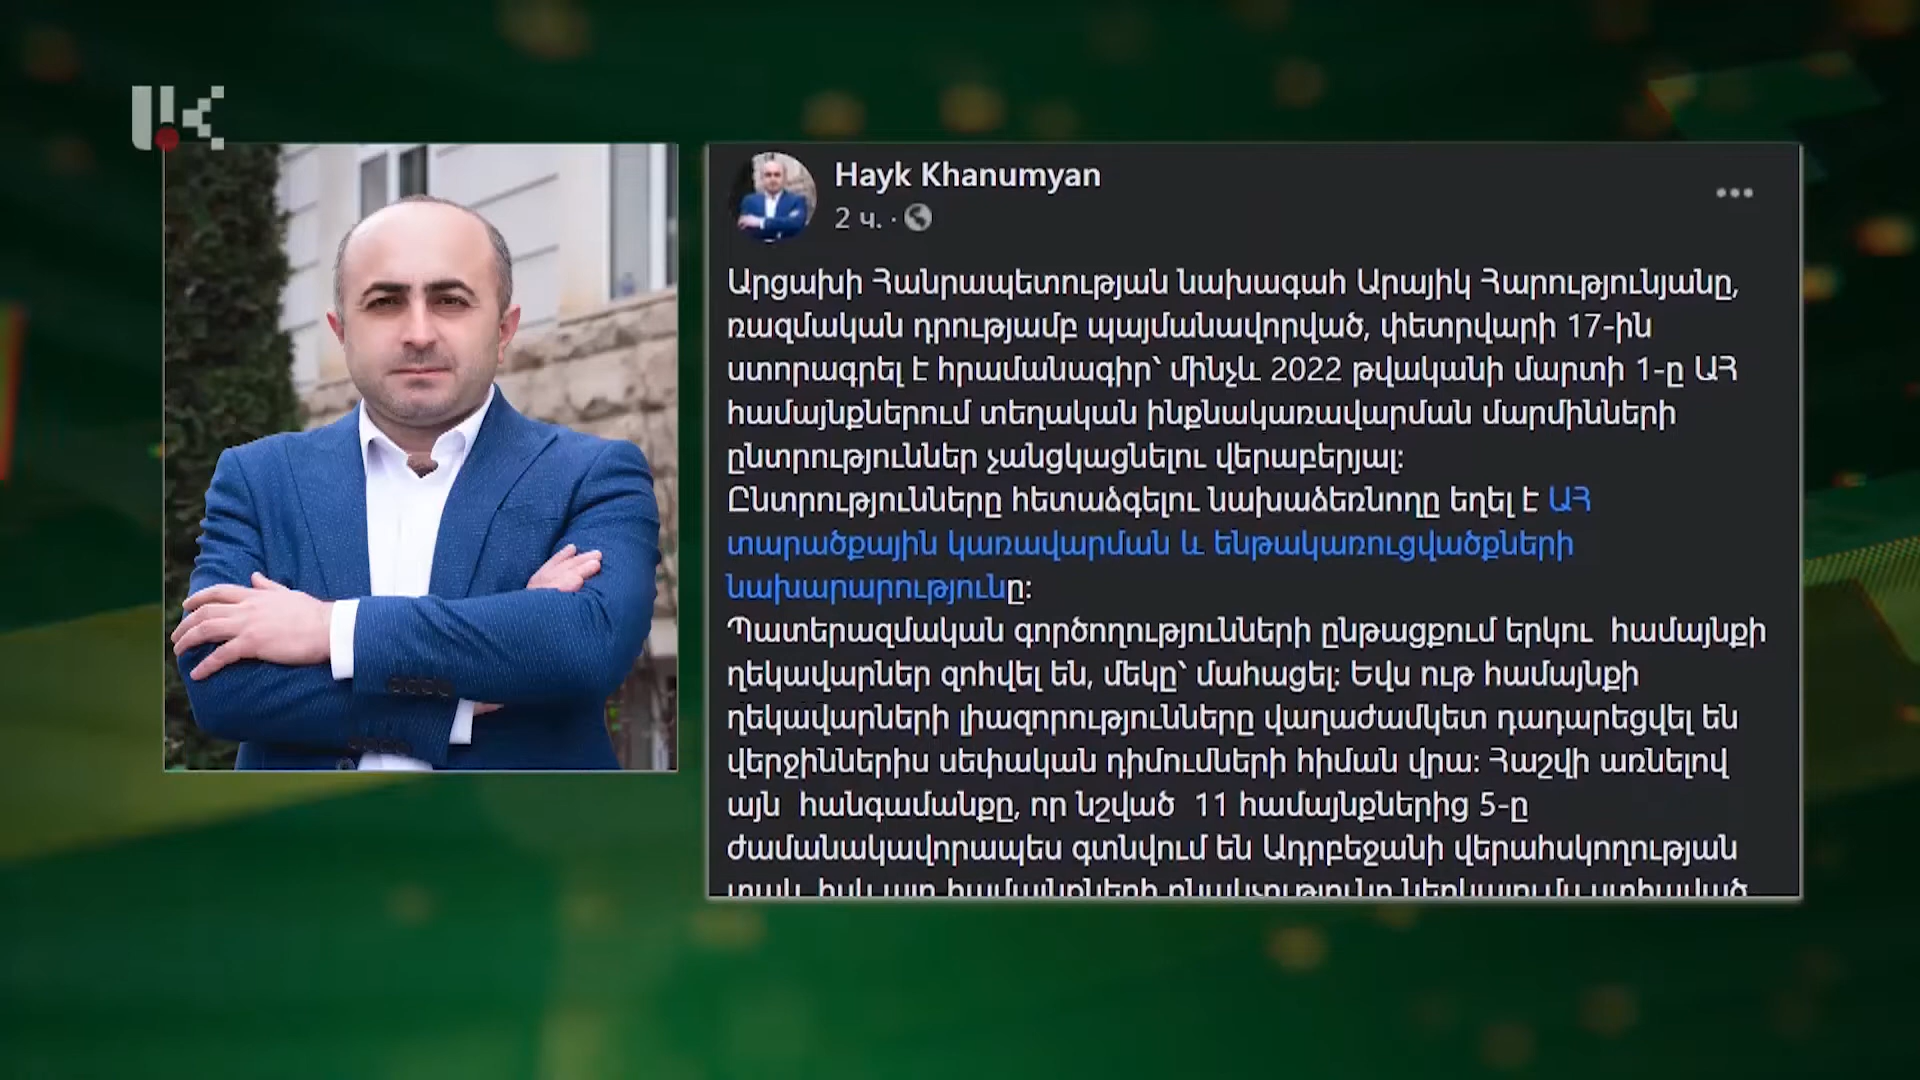 Hayk Khanumyan
2 ч.
Արցախի Հանրապետության նախագահ Արայիկ Հարությունյանը,
ռազմական դրությամբ պայմանավորված, փետրվարի 17-ին
ստորագրել է հրամանագիր՝ մինչև 2022 թվականի մարտի 1-ը ԱՀ
համայնքներում տեղական ինքնակառավարման մարմինների
ընտրություններ չանցկացնելու վերաբերյալ։
Ընտրությունները հետաձգելու նախաձեռնողը եղել է ԱՀ
տարածքային կառավարման և ենթակառուցվածքների
նախարարությունը։
Պատերազմական գործողությունների ընթացքում երկու համայնքի
ղեկավարներ զոհվել են, մեկը՝ մահացել։ Եվս ութ համայնքի
ղեկավարների լիազորությունները վաղաժամկետ դադարեցվել են
վերջիններիս սեփական դիմումների հիման վրա։ Հաշվի առնելով
այն հանգամանքը, որ նշված 11 համայնքներից 5-ը
ժամանակավորապես գտնվում են Ադրբեջանի վերահսկողության